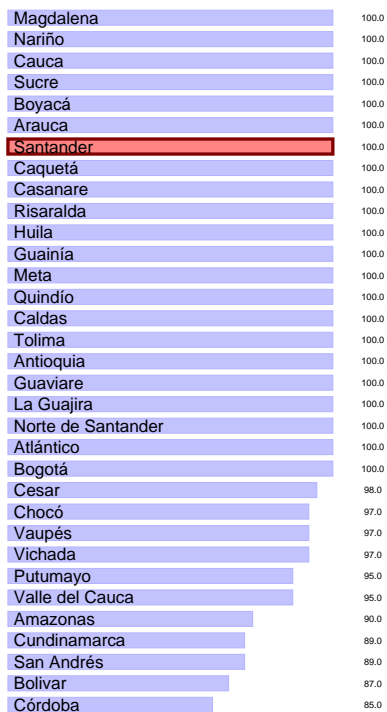 Magdalena 100.0
Nariño 100.0
Cauca 100.0
Sucre 100.0
Boyacá 100.0
Arauca 100.0
Santander 100.0
Caquetá 100.0
Casanare 100.0
Risaralda 100.0
Huila 100.0
Guainía 100.0
Meta 100.0
Quindío 100.0
Caldas 100.0
Tolima 100.0
Antioquia 100.0
Guaviare 100.0
La Guajira 100.0
Norte de Santander 100.0
Atlántico 100.0
Bogotá 100.0
Cesar 98.0
Chocó 97.0
Vaupés 97.0
Vichada 97.0
Putumayo 95.0
Valle del Cauca 95.0
Amazonas 90.0
Cundinamarca 89.0
San Andrés 89.0
Bolivar 87.0
Córdoba 85.0